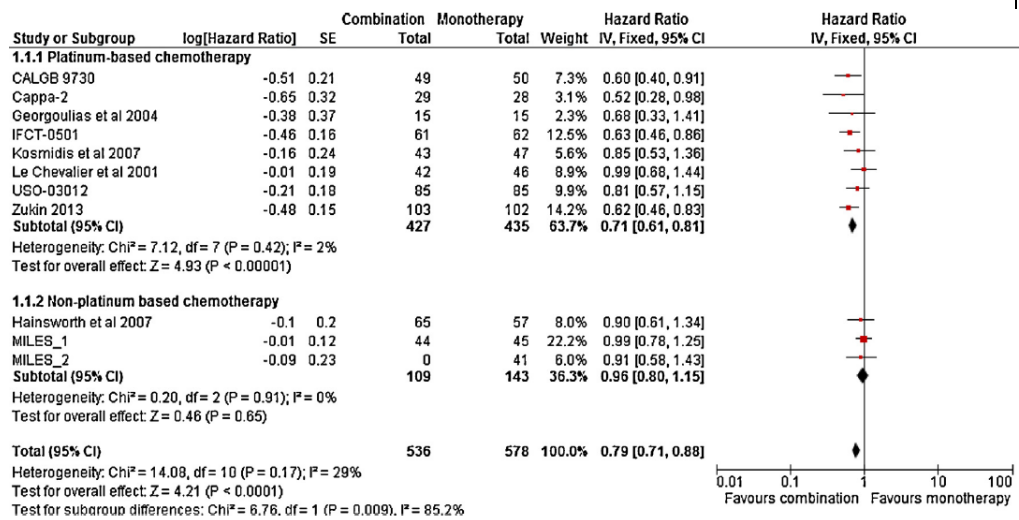 Combination Monotherapy Hazard Ratio Hazard Ratio
Study or Subgroup log[Hazard Ratio] SE Total Total Weight IV, Fixed, 95% CI IV, Fixed, 95% CI
1.1.1 Platinum-based chemotherapy
CALGB 9730 -0.51 0.21 49 50 7.3% 0.60 [0.40, 0.91]
Cappa-2 -0.65 0.32 29 28 3.1% 0.52 [0.28, 0.98]
Georgoulias et al 2004 -0.38 0.37 15 15 2.3% 0.68 [0.33, 1.41]
IFCT-0501 -0.46 0.16 61 62 12.5% 0.63 [0.46, 0.86]
Kosmidis et al 2007 -0.16 0.24 43 47 5.6% 0.85 [0.53, 1.36]
Le Chevalier et al 2001 -0.01 0.19 42 46 8.9% 0.99 [0.68, 1.44]
USO-03012 -0.21 0.18 85 85 9.9% 0.81 [0.57, 1.15]
Zukin 2013 -0.48 0.15 103 102 14.2% 0.62 [0.46, 0.83]
Subtotal (95% CI) 427 435 63.7% 0.71 [0.61, 0.81]
Heterogeneity: Chi² = 7.12, df = 7 (P = 0.42); I² = 2%
Test for overall effect: Z = 4.93 (P < 0.00001)
1.1.2 Non-platinum based chemotherapy
Hainsworth et al 2007 -0.1 0.2 65 57 8.0% 0.90 [0.61, 1.34]
MILES_1 -0.01 0.12 44 45 22.2% 0.99 [0.78, 1.25]
MILES_2 -0.09 0.23 0 41 6.0% 0.91 [0.58, 1.43]
Subtotal (95% CI) 109 143 36.3% 0.96 [0.80, 1.15]
Heterogeneity: Chi² = 0.20, df = 2 (P = 0.91); I² = 0%
Test for overall effect: Z = 0.46 (P = 0.65)
Total (95% CI) 536 578 100.0% 0.79 [0.71, 0.88]
Heterogeneity: Chi² = 14.08, df = 10 (P = 0.17); I² = 29%
Test for overall effect: Z = 4.21 (P < 0.0001)
Test for subgroup differences: Chi² = 6.76, df = 1 (P = 0.009), I² = 85.2%
0.01 0.1 1 10 100
Favours combination Favours monotherapy